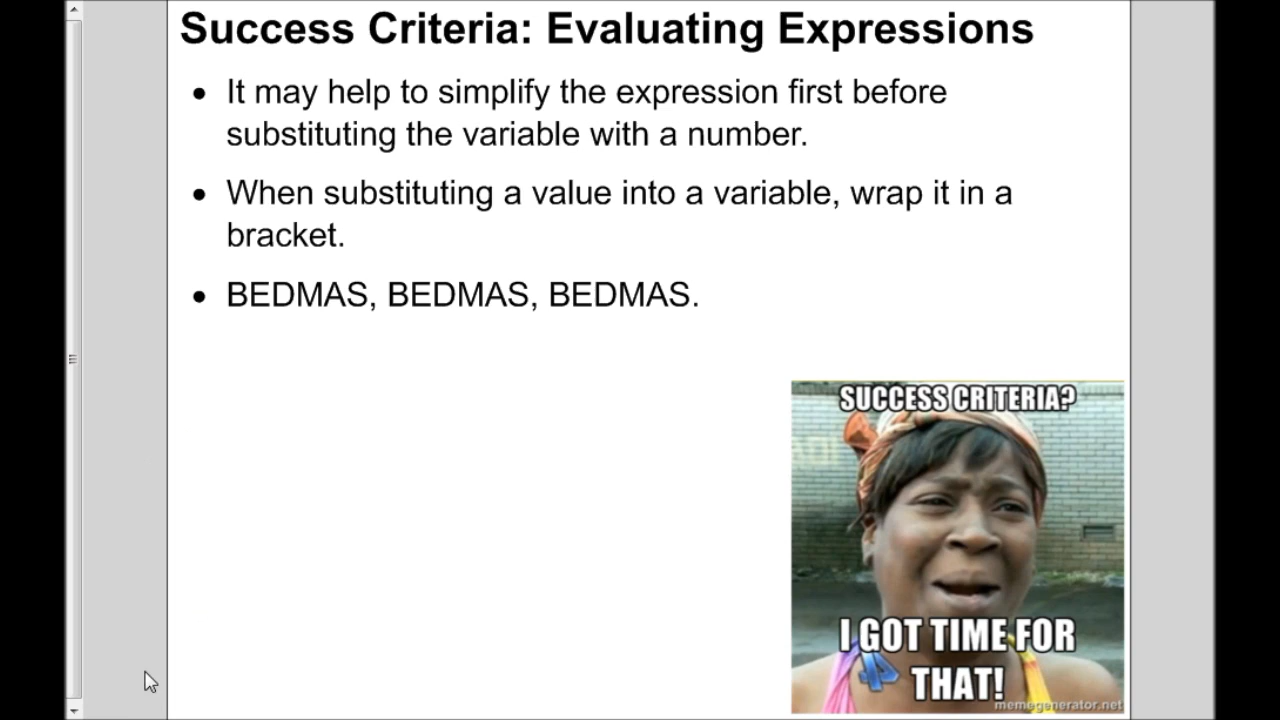 Success Criteria: Evaluating Expressions
It may help to simplify the expression first before
substituting the variable with a number.
When substituting a value into a variable, wrap it in a
bracket.
BEDMAS, BEDMAS, BEDMAS.
SUCCESS CRITERIA?
I GOT TIME FOR
THAT!
memegenerator.net